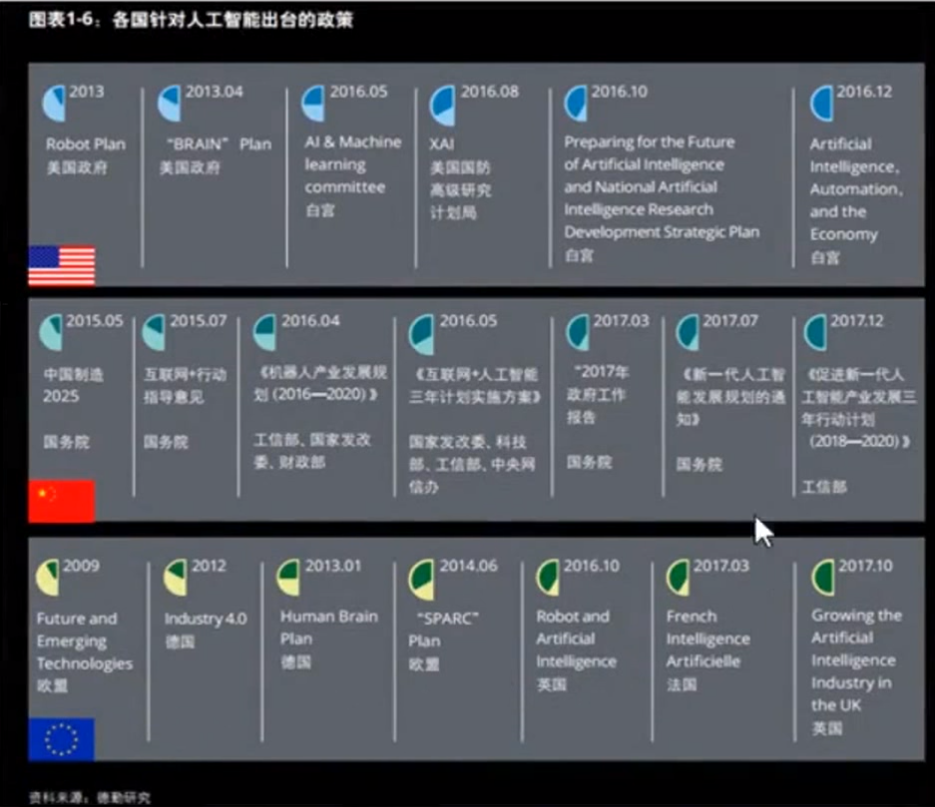 图表1-6：各国针对人工智能出台的政策
2013
Robot Plan
美国政府
2013.04
“BRAIN” Plan
美国政府
2016.05
AI & Machine
learning
committee
白宫
2016.08
XAI
美国国防
高级研究
计划局
2016.10
Preparing for the Future
of Artificial Intelligence
and National Artificial
Intelligence Research
Development Strategic Plan
白宫
2016.12
Artificial
Intelligence,
Automation,
and the
Economy
白宫
2015.05
中国制造
2025
国务院
2015.07
互联网+行动
指导意见
国务院
2016.04
《机器人产业发展规
划（2016—2020）》
工信部、国家发改
委、财政部
2016.05
《互联网+人工智能
三年计划实施方案》
国家发改委、科技
部、工信部、中央网
信办
2017.03
“2017年
政府工作
报告
国务院
2017.07
《新一代人工智
能发展规划的通
知》
国务院
2017.12
《促进新一代人
工智能产业发展三
年行动计划
（2018—2020）》
工信部
2009
Future and
Emerging
Technologies
欧盟
2012
Industry 4.0
德国
2013.01
Human Brain
Plan
德国
2014.06
“SPARC”
Plan
欧盟
2016.10
Robot and
Artificial
Intelligence
英国
2017.03
French
Intelligence
Artificielle
法国
2017.10
Growing the
Artificial
Intelligence
Industry in
the UK
英国
资料来源：德勤研究